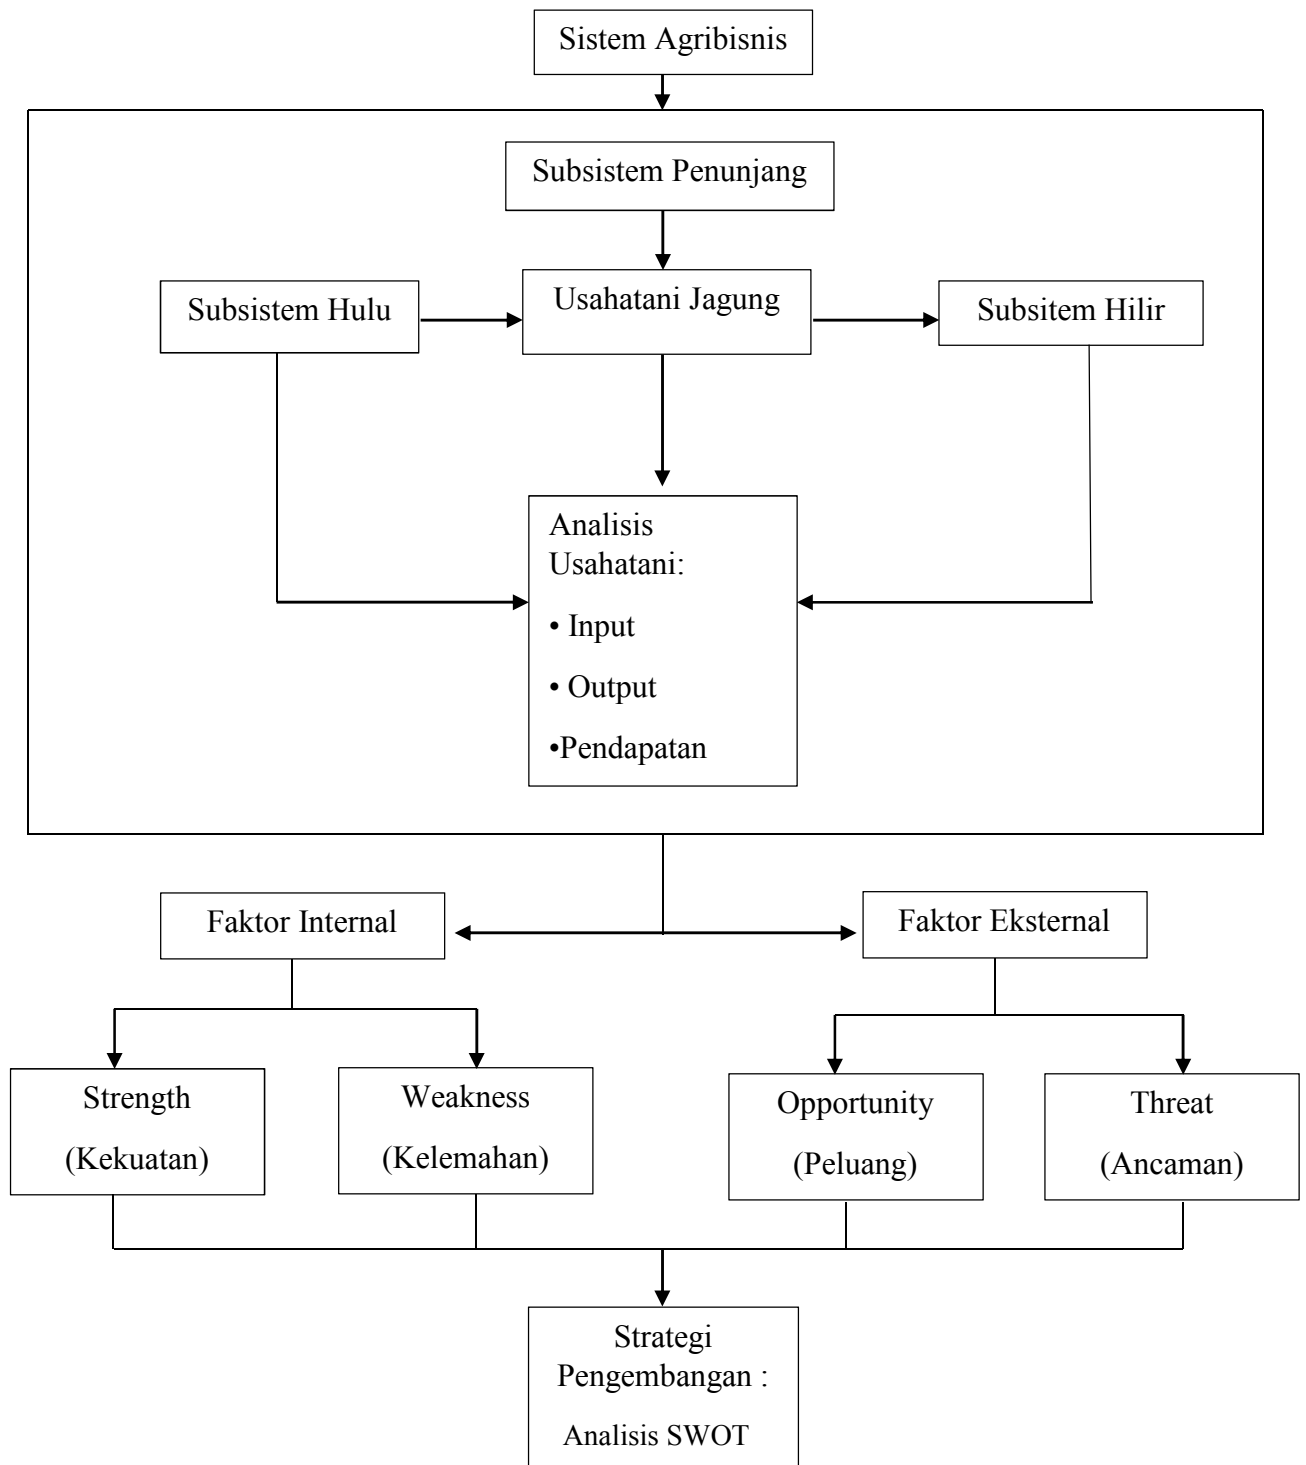 Sistem Agribisnis
Subsistem Penunjang
Subsistem Hulu
Usahatani Jagung
Subsitem Hilir
Analisis
Usahatani:
• Input
• Output
•Pendapatan
Faktor Internal
Faktor Eksternal
Strength
(Kekuatan)
Weakness
(Kelemahan)
Opportunity
(Peluang)
Threat
(Ancaman)
Strategi
Pengembangan :
Analisis SWOT